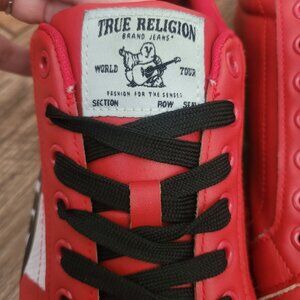 TRUE RELIGION
BRAND JEANS
WORLD TOUR
FASHION FOR THE SENSES
SECTION ROW SEAT